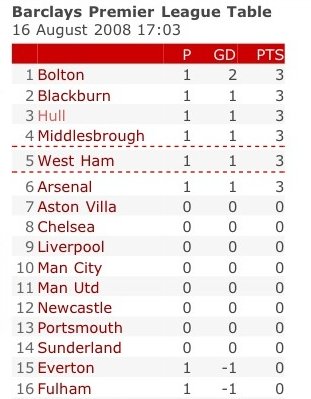 Barclays Premier League Table
16 August 2008 17:03
P GD PTS
1 Bolton 1 2 3
2 Blackburn 1 1 3
3 Hull 1 1 3
4 Middlesbrough 1 1 3
5 West Ham 1 1 3
6 Arsenal 1 1 3
7 Aston Villa 0 0 0
8 Chelsea 0 0 0
9 Liverpool 0 0 0
10 Man City 0 0 0
11 Man Utd 0 0 0
12 Newcastle 0 0 0
13 Portsmouth 0 0 0
14 Sunderland 0 0 0
15 Everton 1 -1 0
16 Fulham 1 -1 0